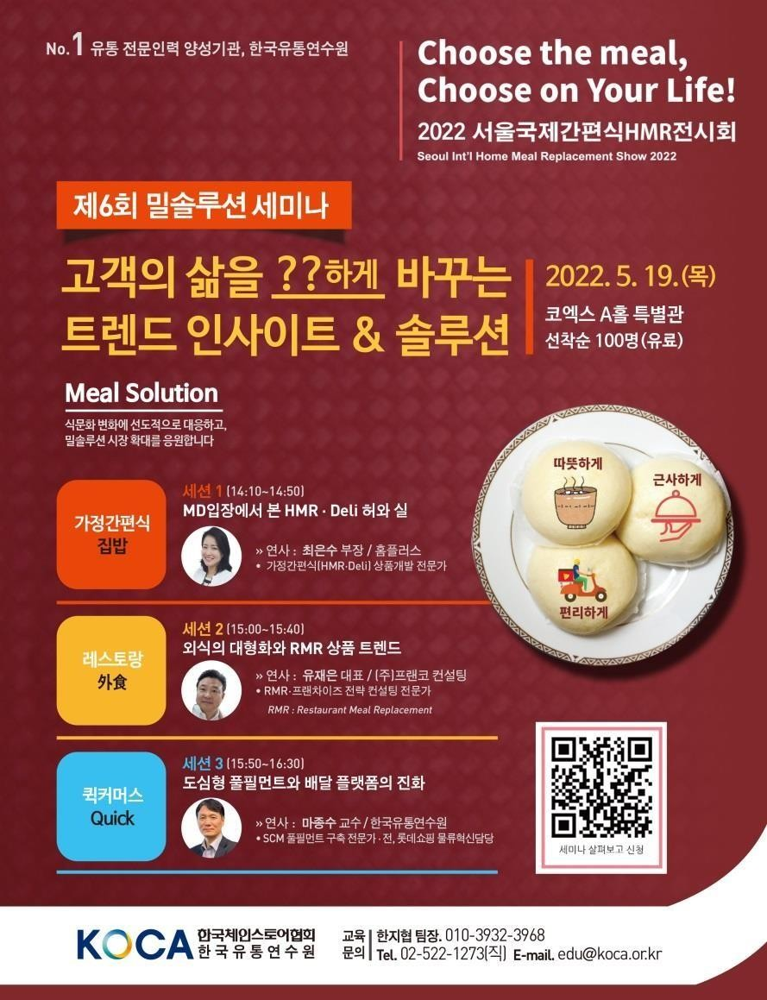 No.1 유통 전문인력 양성기관, 한국유통연수원
Choose the meal,
Choose on Your Life!
2022 서울국제간편식HMR전시회
Seoul Int'l Home Meal Replacement Show 2022
제6회 밀솔루션 세미나
고객의 삶을 ??하게 바꾸는
트렌드 인사이트 & 솔루션
2022. 5. 19.(목)
코엑스 A홀 특별관
선착순 100명(유료)
Meal Solution
식문화 변화에 선도적으로 대응하고,
밀솔루션 시장 확대를 응원합니다
따뜻하게
근사하게
편리하게
가정간편식
집밥
세션 1 (14:10~14:50)
MD입장에서 본 HMR · Deli 허와 실
» 연사 : 최은수 부장 / 홈플러스
• 가정간편식(HMR·Deli) 상품개발 전문가
레스토랑
外食
세션 2 (15:00~15:40)
외식의 대형화와 RMR 상품 트렌드
» 연사 : 유재은 대표 / (주)프랜코 컨설팅
• RMR·프랜차이즈 전략 컨설팅 전문가
RMR : Restaurant Meal Replacement
퀵커머스
Quick
세션 3 (15:50~16:30)
도심형 풀필먼트와 배달 플랫폼의 진화
» 연사 : 마종수 교수 / 한국유통연수원
• SCM 풀필먼트 구축 전문가 · 전, 롯데쇼핑 물류혁신담당
세미나 살펴보고 신청
KOCA 한국체인스토어협회
한국유통연수원
교육 문의
한지협 팀장. 010-3932-3968
Tel. 02-522-1273(직) E-mail. edu@koca.or.kr